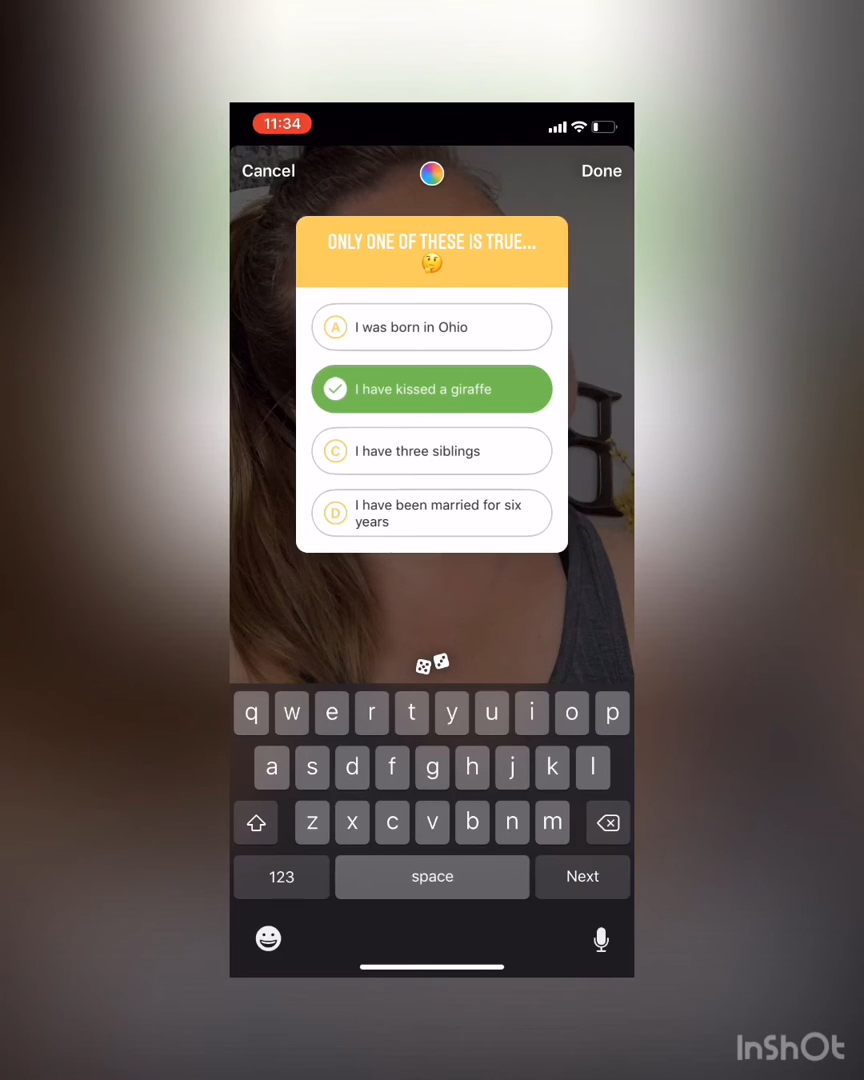 11:34
Cancel
Done
ONLY ONE OF THESE IS TRUE...
🤔
A I was born in Ohio
I have kissed a giraffe
C I have three siblings
D I have been married for six
years
q w e r t y u i o p
a s d f g h j k l
z x c v b n m
123 space Next
B
InShOt